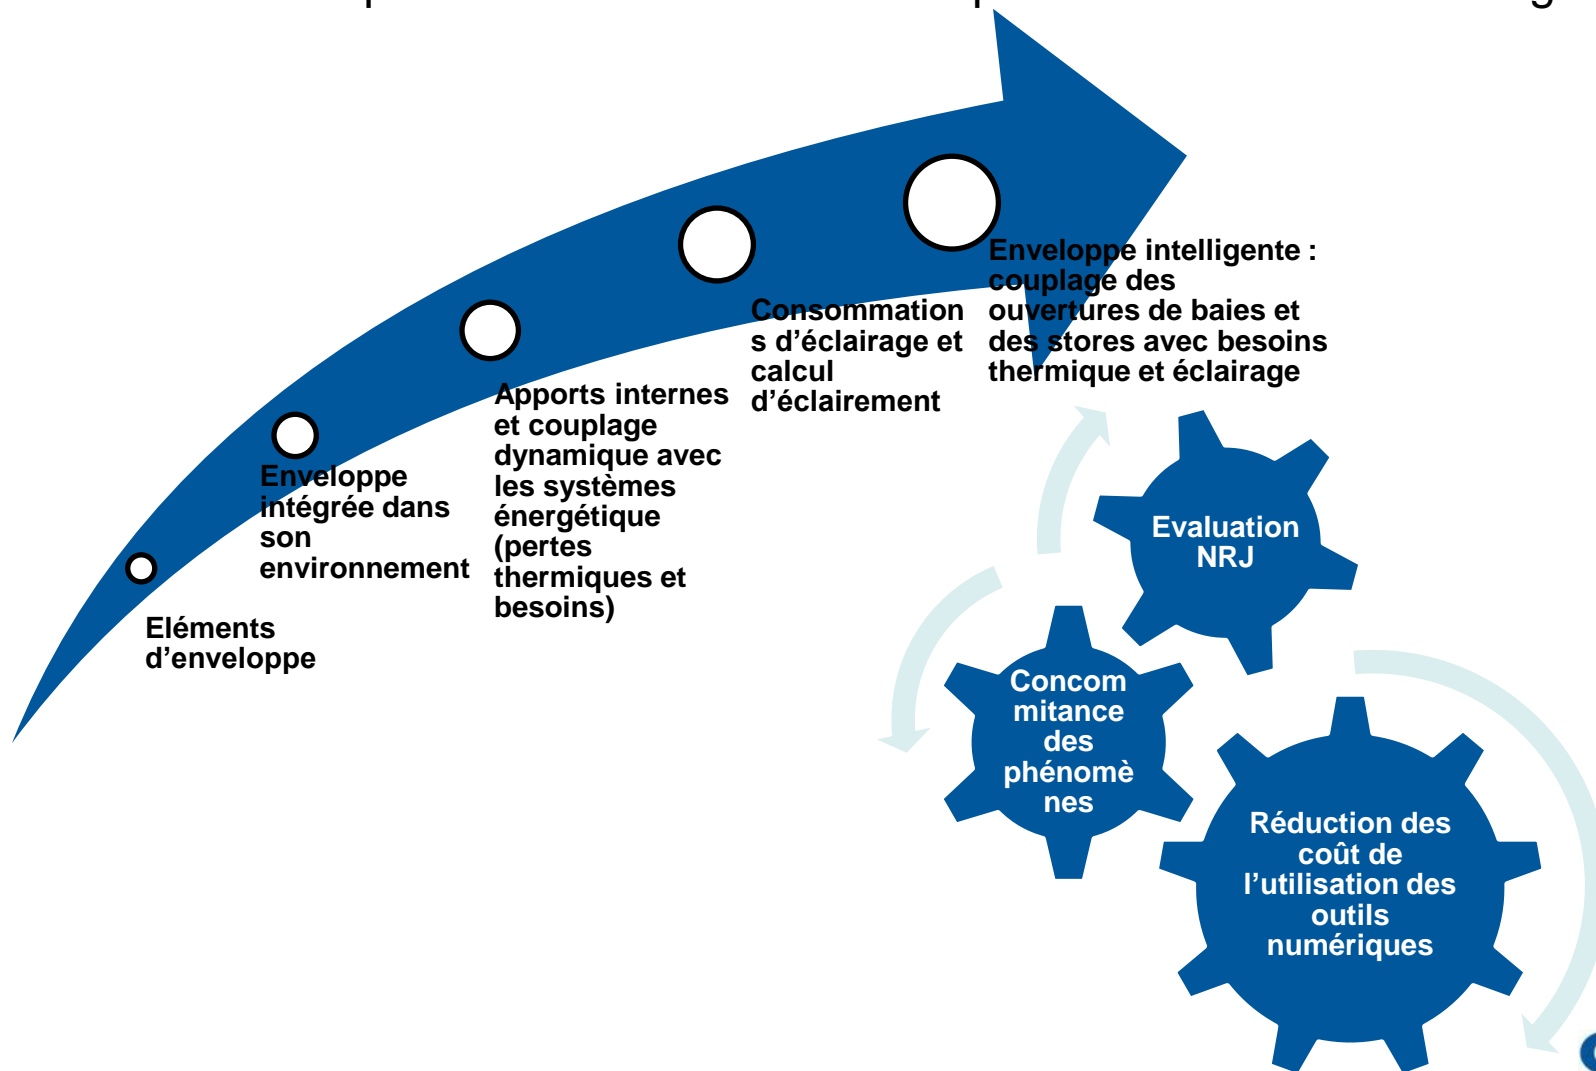 Eléments
d’enveloppe
Enveloppe
intégrée dans
son
environnement
Apports internes
et couplage
dynamique avec
les systèmes
énergétique
(pertes
thermiques et
besoins)
Consommation
s d’éclairage et
calcul
d’éclairement
Enveloppe intelligente :
couplage des
ouvertures de baies et
des stores avec besoins
thermique et éclairage
Evaluation
NRJ
Concom
mitance
des
phénomè
nes
Réduction des
coût de
l’utilisation des
outils
numériques